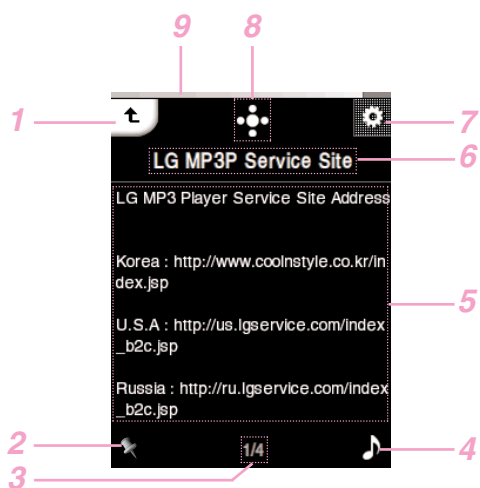 9
8
1
7
LG MP3P Service Site
6
LG MP3 Player Service Site Address
Korea : http://www.coolnstyle.co.kr/in
dex.jsp
5
U.S.A : http://us.lgservice.com/index
_b2c.jsp
Russia : http://ru.lgservice.com/index
_b2c.jsp
2
1/4
4
3